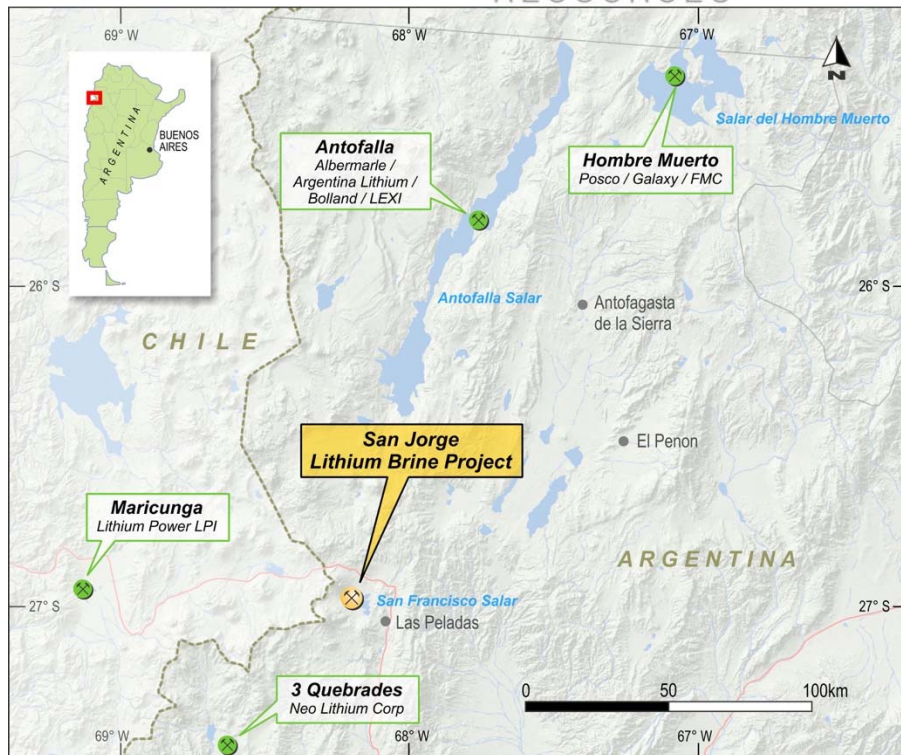 RESOURCES
69° W
68° W
67° W
N
ARGENTINA
BUENOS
AIRES
Salar del Hombre Muerto
Antofalla
Albermarle /
Argentina Lithium /
Bolland / LEXI
Hombre Muerto
Posco / Galaxy / FMC
26° S
26° S
Antofalla Salar
Antofagasta
de la Sierra
CHILE
San Jorge
Lithium Brine Project
El Penon
Maricunga
Lithium Power LPI
ARGENTINA
27° S
San Francisco Salar
27° S
Las Peladas
3 Quebrades
Neo Lithium Corp
0 50 100km
69° W
68° W
67° W